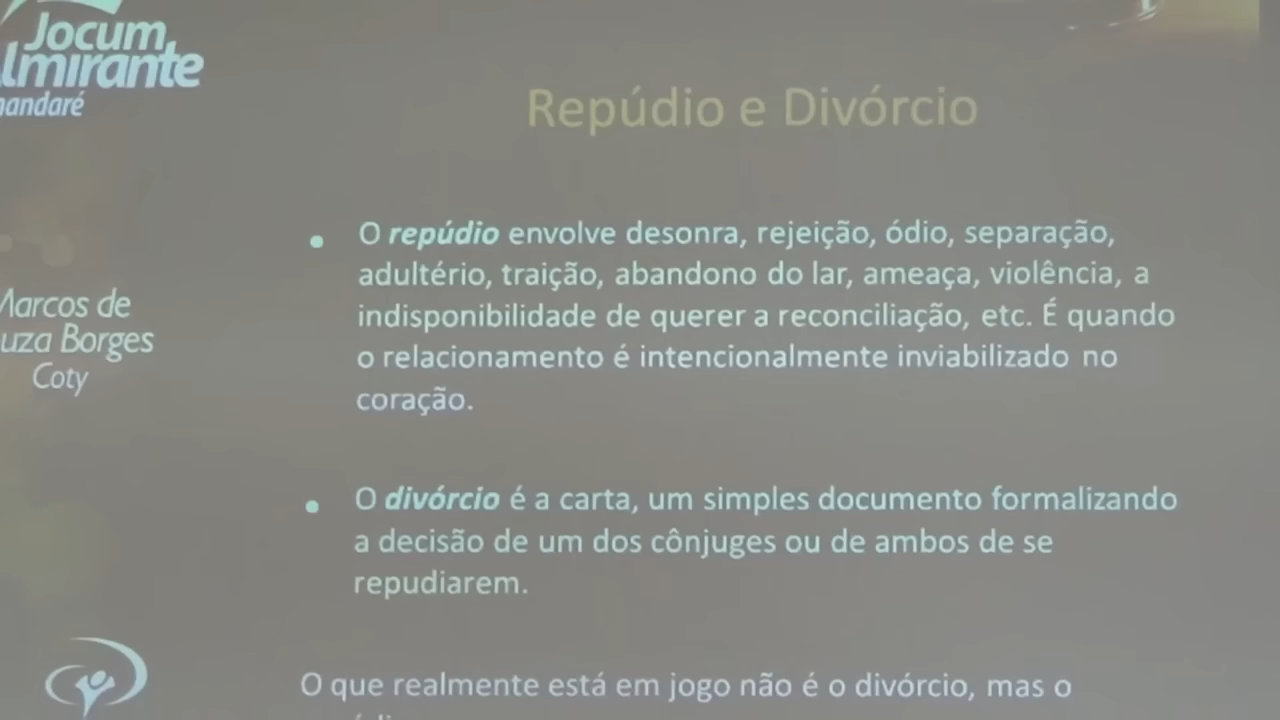 Jocum
lmirante
andaré
Repúdio e Divórcio
• O repúdio envolve desonra, rejeição, ódio, separação,
adultério, traição, abandono do lar, ameaça, violência, a
indisponibilidade de querer a reconciliação, etc. É quando
o relacionamento é intencionalmente inviabilizado no
coração.
Marcos de
uza Borges
Coty
• O divórcio é a carta, um simples documento formalizando
a decisão de um dos cônjuges ou de ambos de se
repudiarem.
O que realmente está em jogo não é o divórcio, mas o